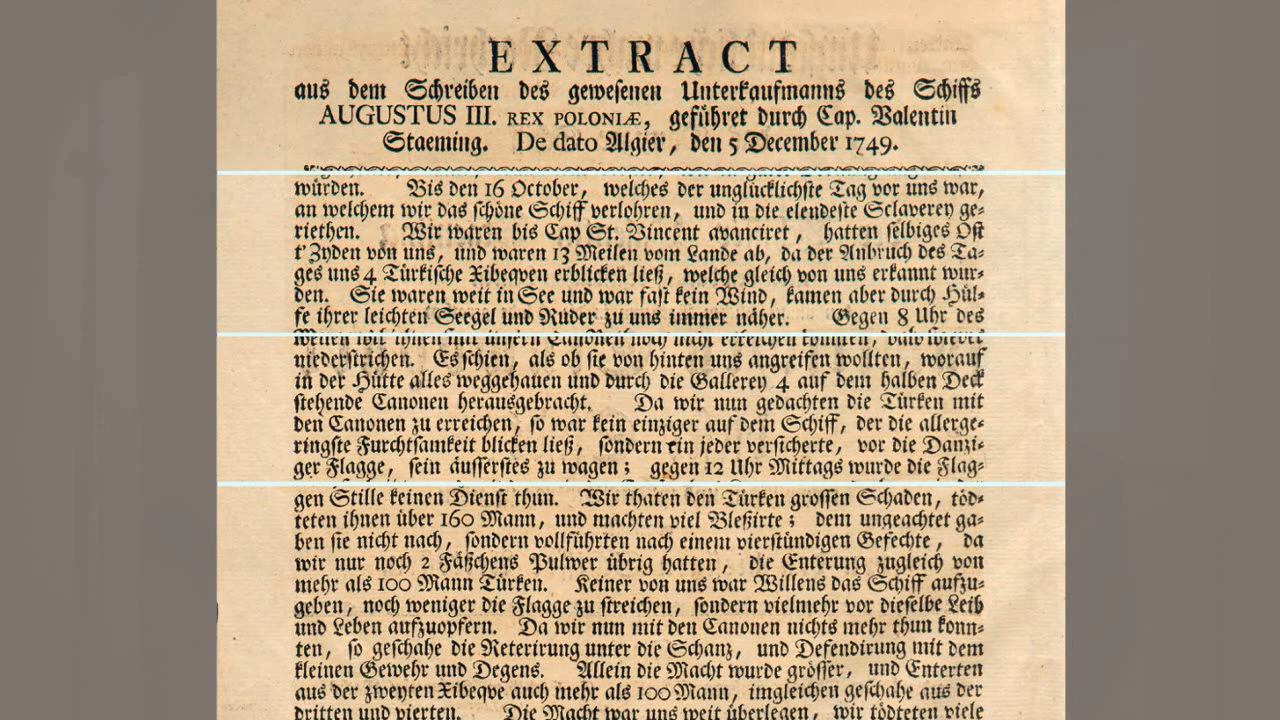 EXTRACT
aus dem Schreiben des gewesenen Unterkaufmanns des Schiffs
AUGUSTUS III. REX POLONIÆ, geführet durch Cap. Valentin
Staeming. De dato Algier, den 5 December 1749.
würden. Bis den 16 October, welches der unglücklichste Tag vor uns war,
an welchem wir das schöne Schiff verlohren, und in die elendeste Sclaverey ge-
riethen. Wir waren bis Cap St. Vincent avanciret, hatten selbiges Ost
t'Zyden von uns, und waren 13 Meilen vom Lande ab, da der Anbruch des Ta-
ges uns 4 Türkische Xibeqven erblicken ließ, welche gleich von uns erkannt wur-
den. Sie waren weit in See und war fast kein Wind, kamen aber durch Hül-
fe ihrer leichten Seegel und Ruder zu uns immer näher. Gegen 8 Uhr des
wir ihnen mit unsern Canonen noch nicht erreichen konnten, bald wieder
niederstrichen. Es schien, als ob sie von hinten uns angreifen wollten, worauf
in der Hütte alles weggehauen und durch die Gallerey 4 auf dem halben Deck
stehende Canonen herausgebracht. Da wir nun gedachten die Türken mit
den Canonen zu erreichen, so war kein einziger auf dem Schiff, der die allerge-
ringste Furchtsamkeit blicken ließ, sondern ein jeder versicherte, vor die Danzi-
ger Flagge, sein äusserstes zu wagen; gegen 12 Uhr Mittags wurde die Flag-
gen Stille keinen Dienst thun. Wir thaten den Türken grossen Schaden, töd-
teten ihnen über 160 Mann, und machten viel Bleßirte; dem ungeachtet ga-
ben sie nicht nach, sondern vollführten nach einem vierstündigen Gefechte, da
wir nur noch 2 Fäßchens Pulwer übrig hatten, die Enterung zugleich von
mehr als 100 Mann Türken. Keiner von uns war Willens das Schiff aufzu-
geben, noch weniger die Flagge zu streichen, sondern vielmehr vor dieselbe Leib
und Leben aufzuopfern. Da wir nun mit den Canonen nichts mehr thun konn-
ten, so geschahe die Reterirung unter die Schanz, und Defendirung mit dem
kleinen Gewehr und Degens. Allein die Macht wurde grösser, und Enterten
aus der zweyten Xibeqve auch mehr als 100 Mann, imgleichen geschahe aus der
dritten und vierten. Die Macht war uns weit überlegen, wir tödteten viele